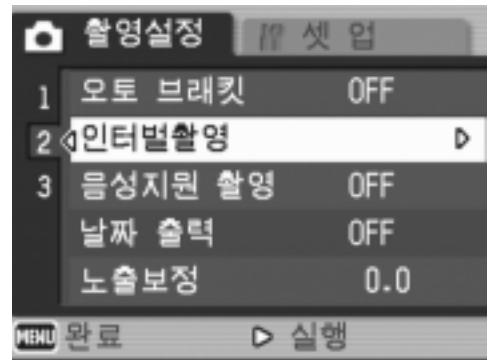 촬영설정 셋 업
1 오토 브래킷 OFF
2 인터벌촬영
3 음성지원 촬영 OFF
날짜 출력 OFF
노출보정 0.0
MENU 완료 실행